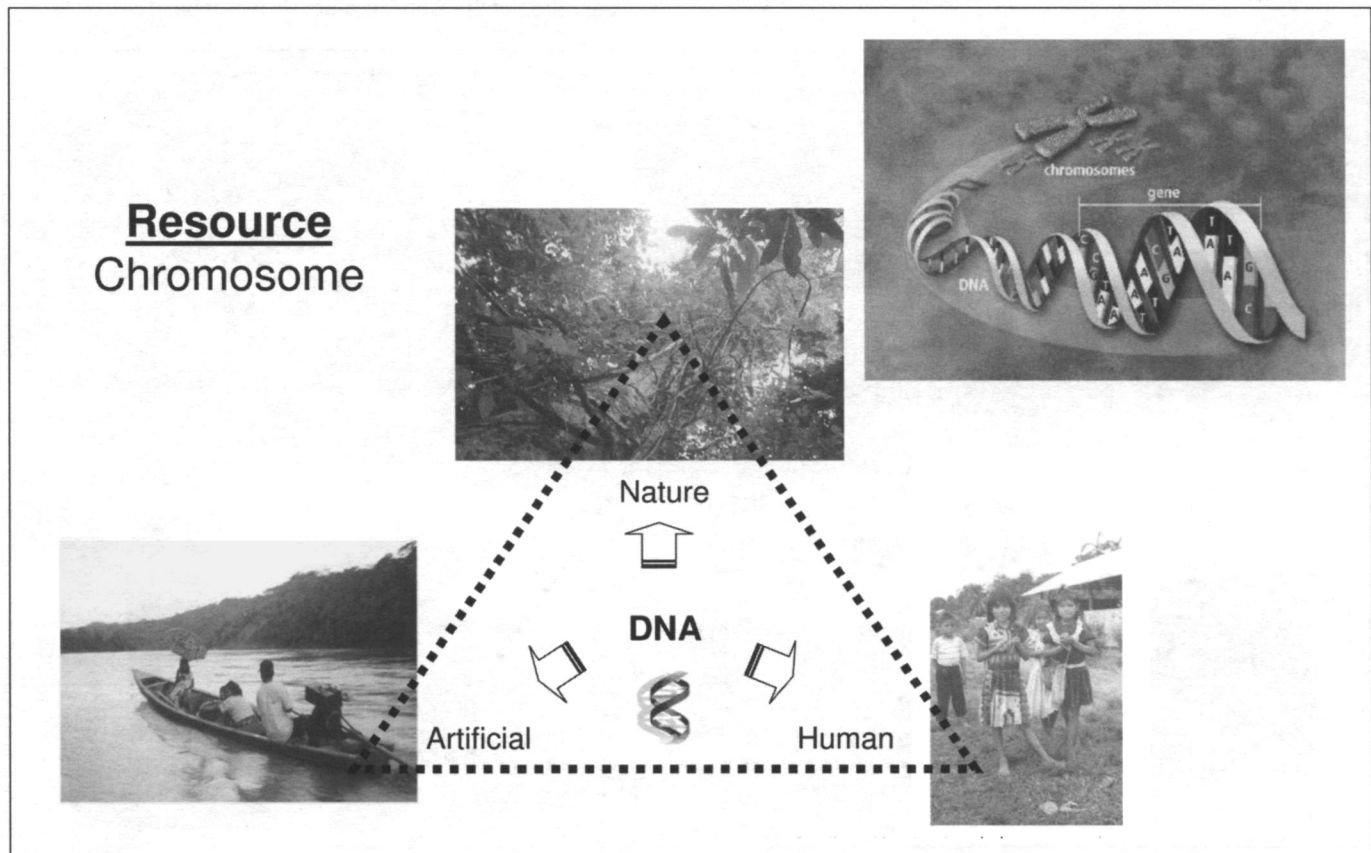 Resource
Chromosome
chromosomes
gene
DNA
T
T
A
A
G
C
C
C
G
T
A
A
A
A
T
C
G
T
A
A
Nature
DNA
Artificial
Human